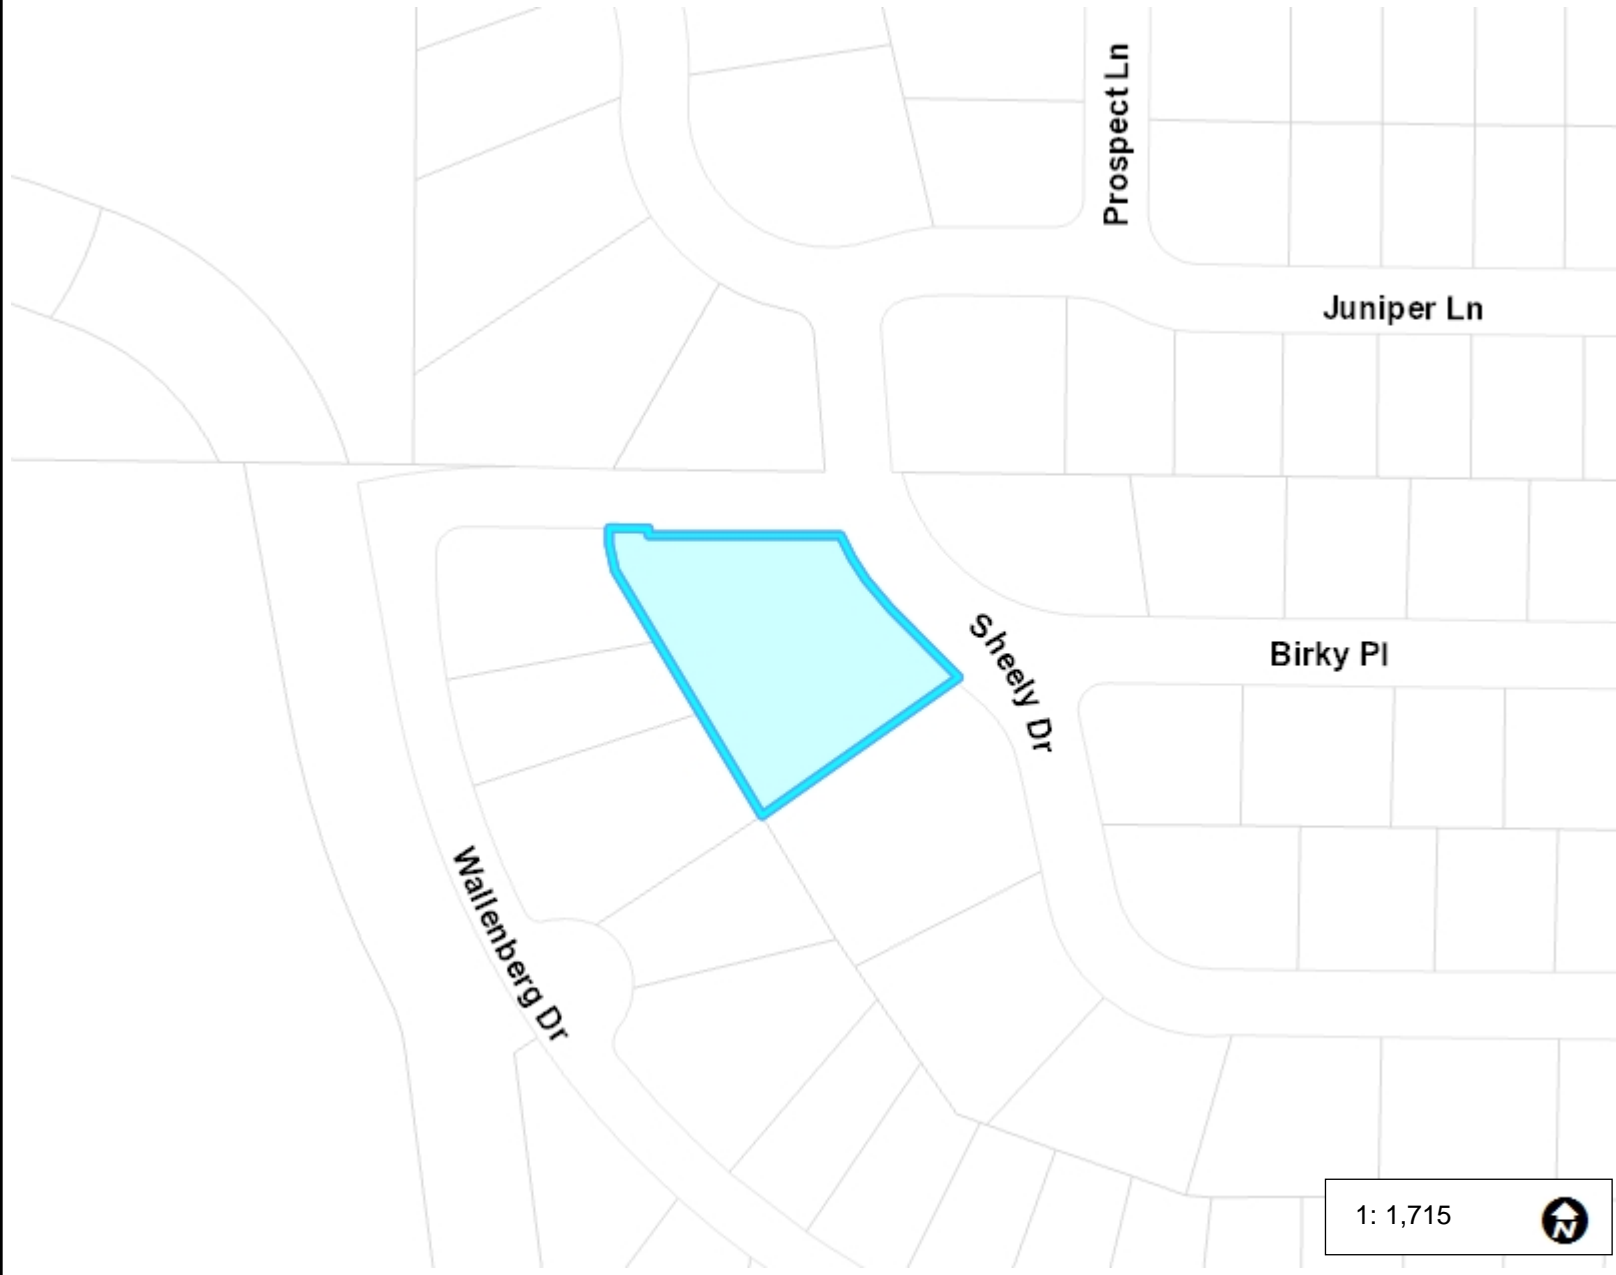 Prospect Ln
Juniper Ln
Sheely Dr
Birky Pl
Wallenberg Dr
1: 1,715
N